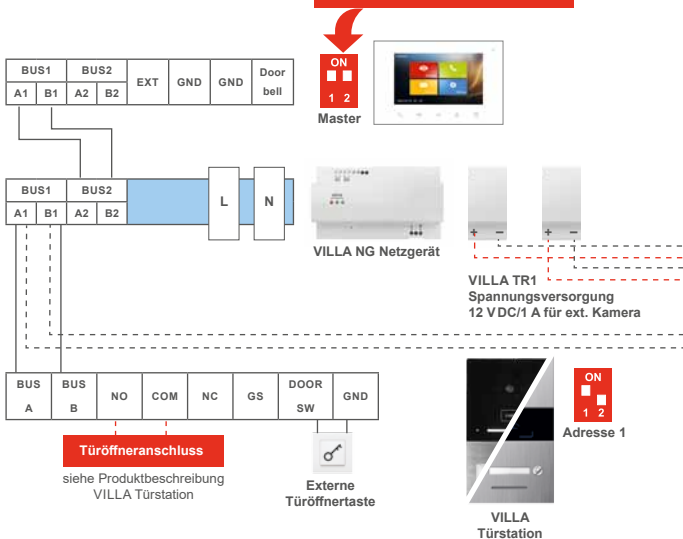 BUS1 BUS2 EXT GND GND Door bell
A1 B1 A2 B2
ON
1 2
Master
BUS1 BUS2 L N
A1 B1 A2 B2
VILLA NG Netzgerät
+ − + −
VILLA TR1
Spannungsversorgung
12 V DC/1 A für ext. Kamera
BUS A BUS B NO COM NC GS DOOR SW GND
Türöffneranschluss
siehe Produktbeschreibung
VILLA Türstation
Externe
Türöffnertaste
ON
1 2
Adresse 1
VILLA
Türstation